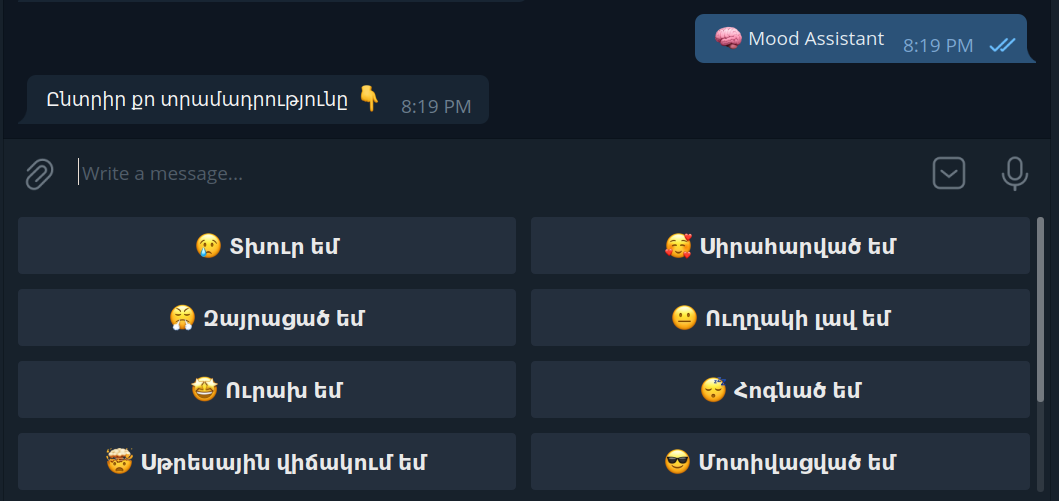 🧠 Mood Assistant 8:19 PM
Ընտրիր քո տրամադրությունը 👇 8:19 PM
Write a message...
😢 Տխուր եմ
🥰 Սիրահարված եմ
😤 Զայրացած եմ
😐 Ուղղակի լավ եմ
🤩 Ուրախ եմ
😴 Հոգնած եմ
🤯 Սթրեսային վիճակում եմ
😎 Մոտիվացված եմ